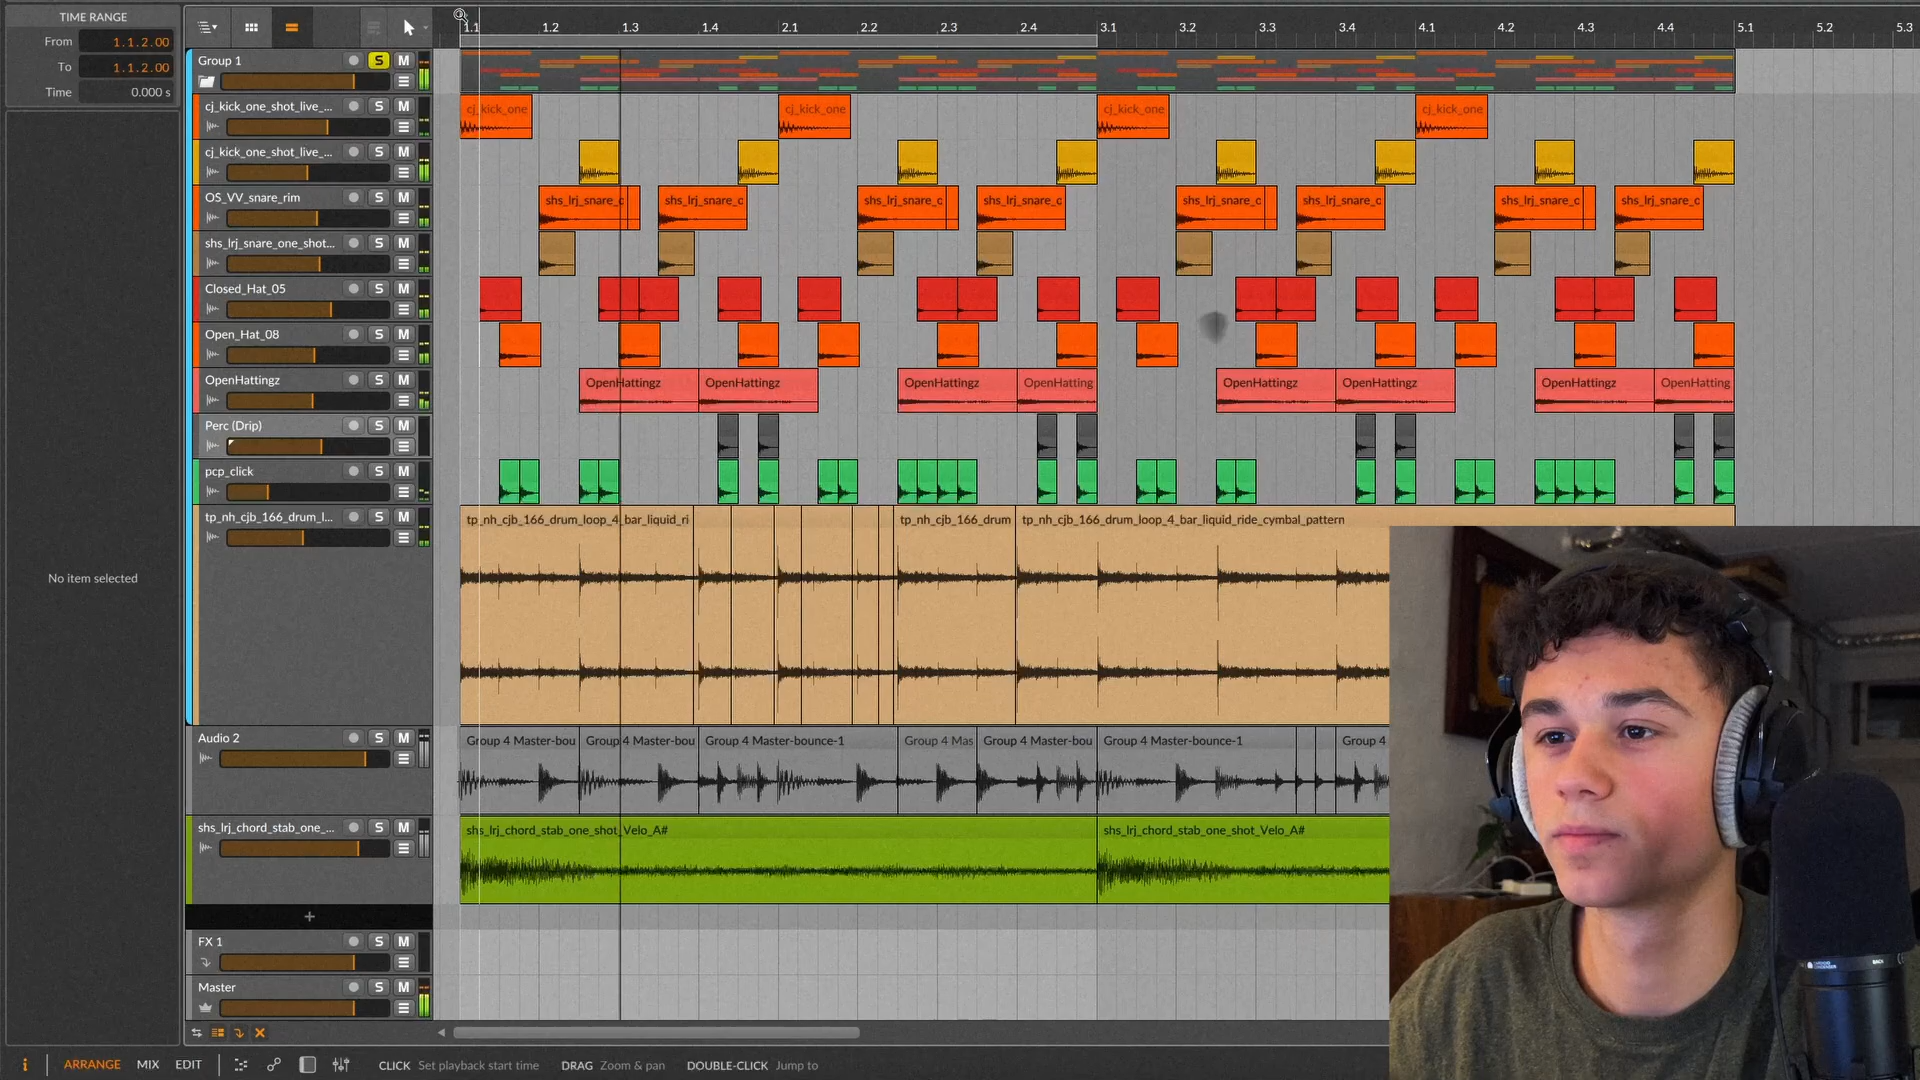 TIME RANGE
From 1.1.2.00
To 1.1.2.00
Time 0.000 s
No item selected
1.1 1.2 1.3 1.4 2.1 2.2 2.3 2.4 3.1 3.2 3.3 3.4 4.1 4.2 4.3 4.4 5.1 5.2 5.3
Group 1 S M
cj_kick_one_shot_live_... S M
cj_kick_one cj_kick_one cj_kick_one cj_kick_one
cj_kick_one_shot_live_... S M
OS_VV_snare_rim S M
shs_lrj_snare_c shs_lrj_snare_c shs_lrj_snare_c shs_lrj_snare_c shs_lrj_snare_c shs_lrj_snare_c shs_lrj_snare_c shs_lrj_snare_c
shs_lrj_snare_one_shot... S M
Closed_Hat_05 S M
Open_Hat_08 S M
OpenHattingz S M
OpenHattingz OpenHattingz OpenHattingz OpenHatting OpenHattingz OpenHattingz OpenHattingz OpenHatting
Perc (Drip) S M
pcp_click S M
tp_nh_cjb_166_drum_l... S M
tp_nh_cjb_166_drum_loop_4_bar_liquid_ri tp_nh_cjb_166_drum tp_nh_cjb_166_drum_loop_4_bar_liquid_ride_cymbal_pattern
Audio 2 S M
Group 4 Master-bou Group 4 Master-bou Group 4 Master-bounce-1 Group 4 Mas Group 4 Master-bou Group 4 Master-bounce-1 Group 4
shs_lrj_chord_stab_one_... S M
shs_lrj_chord_stab_one_shot_Velo_A# shs_lrj_chord_stab_one_shot_Velo_A#
+
FX 1 S M
Master S M
i ARRANGE MIX EDIT CLICK Set playback start time DRAG Zoom & pan DOUBLE-CLICK Jump to